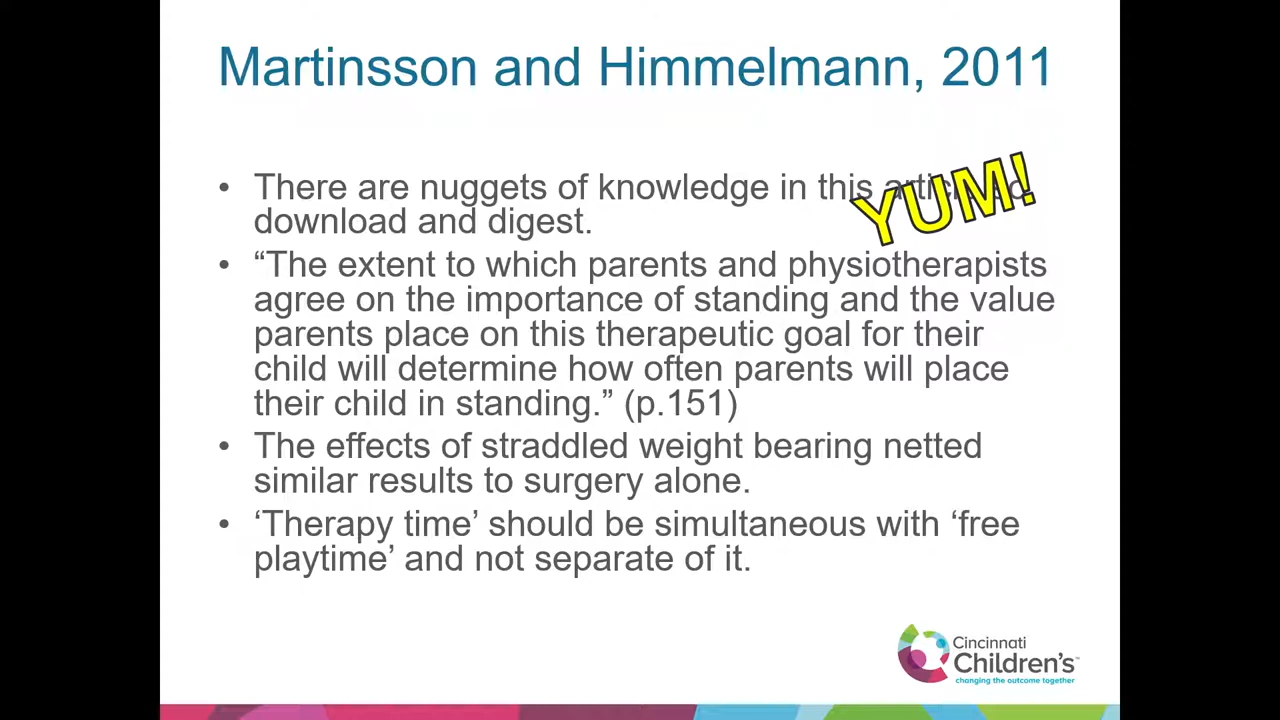 Martinsson and Himmelmann, 2011
• There are nuggets of knowledge in this
YUM!
download and digest.
• “The extent to which parents and physiotherapists
agree on the importance of standing and the value
parents place on this therapeutic goal for their
child will determine how often parents will place
their child in standing.” (p.151)
• The effects of straddled weight bearing netted
similar results to surgery alone.
• ‘Therapy time’ should be simultaneous with ‘free
playtime’ and not separate of it.
Cincinnati
Children's™
changing the outcome together